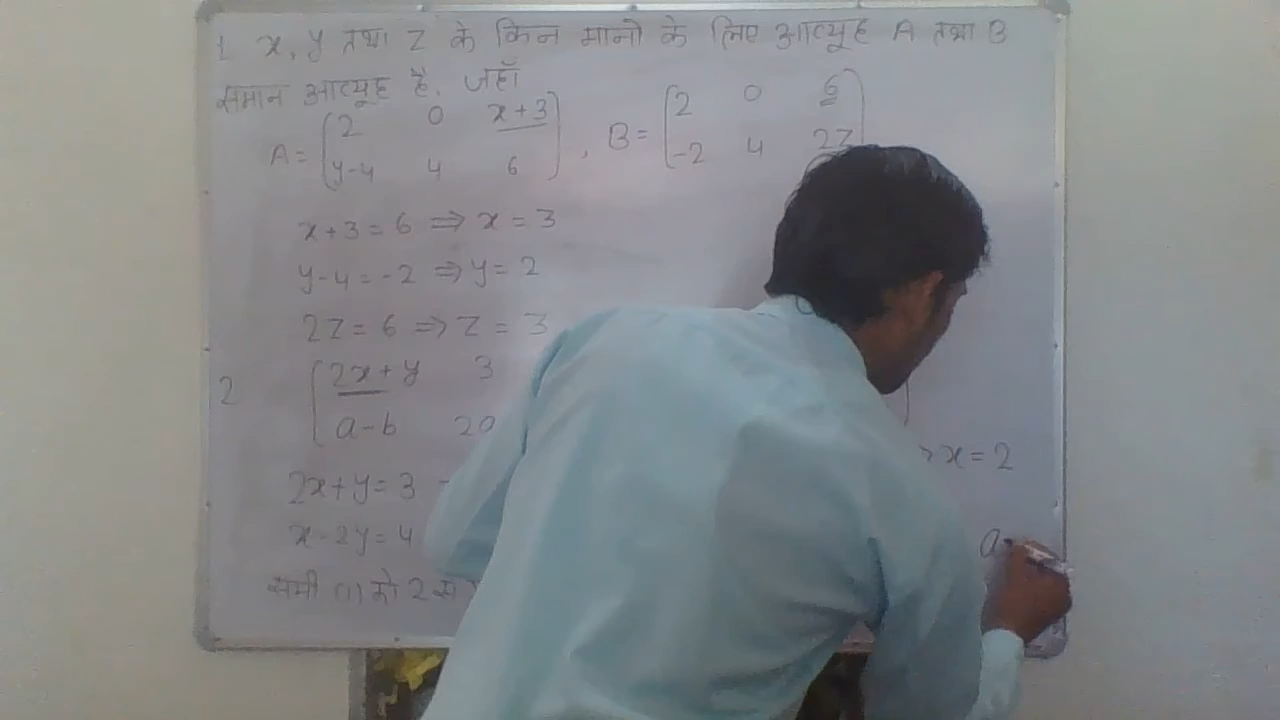 1 x, y तथा z के किन मानो के लिए आव्यूह A तथा B
समान आव्यूह है, जहाँ
A = (2 0 x+3 , B = (2 0 6
y-4 4 6) -2 4 2z
x+3 = 6 ⇒ x = 3
y-4 = -2 ⇒ y = 2
2z = 6 ⇒ z = 3
2 2x+y 3
a-b 20
x = 2
2x+y = 3
x-2y = 4 a
समी (1) को 2 से